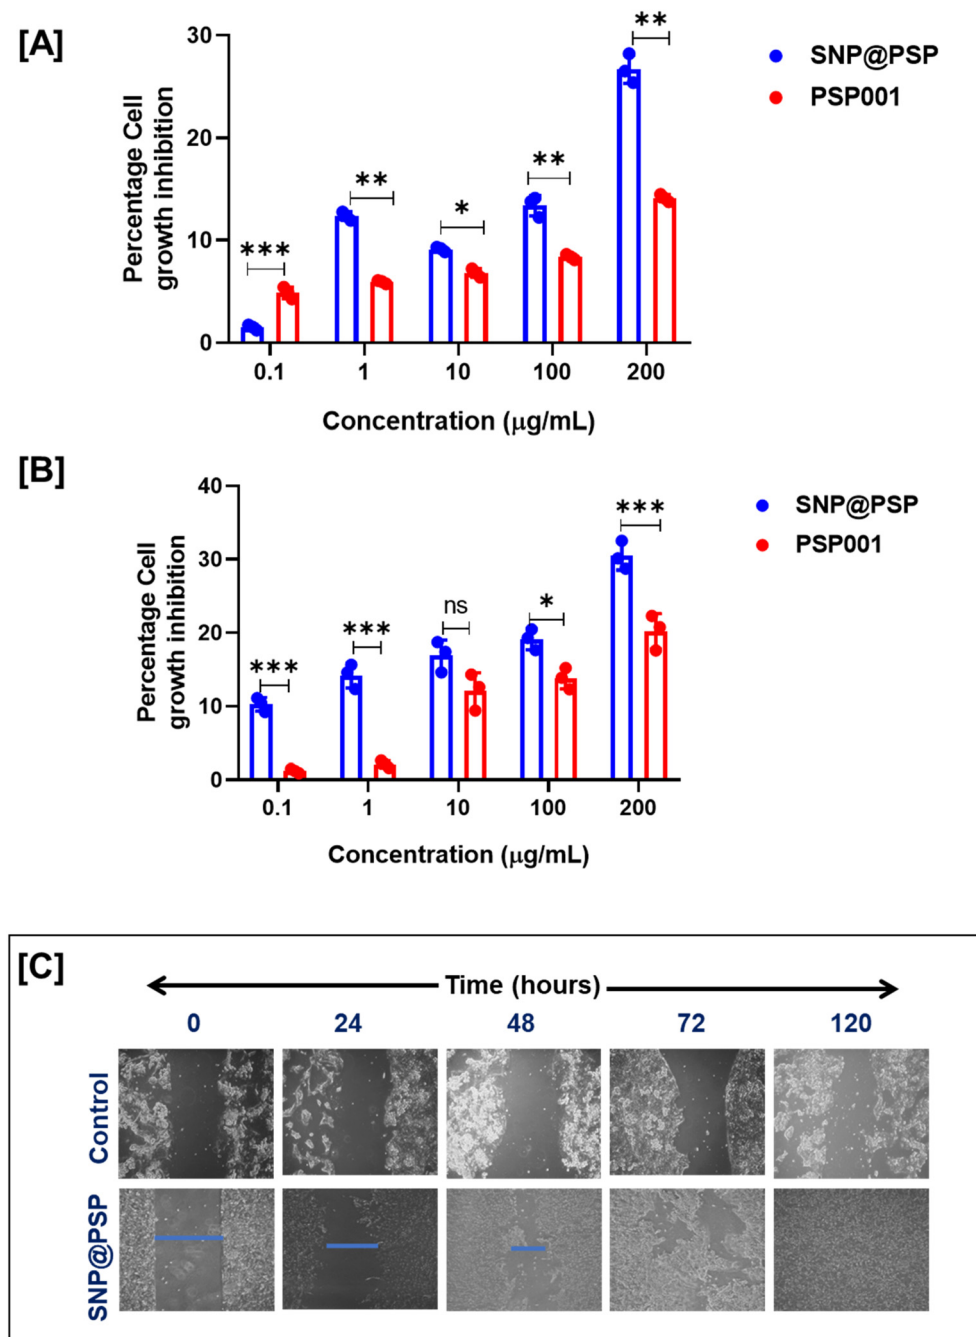 [A]
30
20
10
0
Percentage Cell
growth inhibition
***
**
*
**
**
SNP@PSP
PSP001
0.1 1 10 100 200
Concentration (μg/mL)
[B]
40
30
20
10
0
Percentage Cell
growth inhibition
***
***
ns
*
***
SNP@PSP
PSP001
0.1 1 10 100 200
Concentration (μg/mL)
[C]
Time (hours)
0 24 48 72 120
Control
SNP@PSP